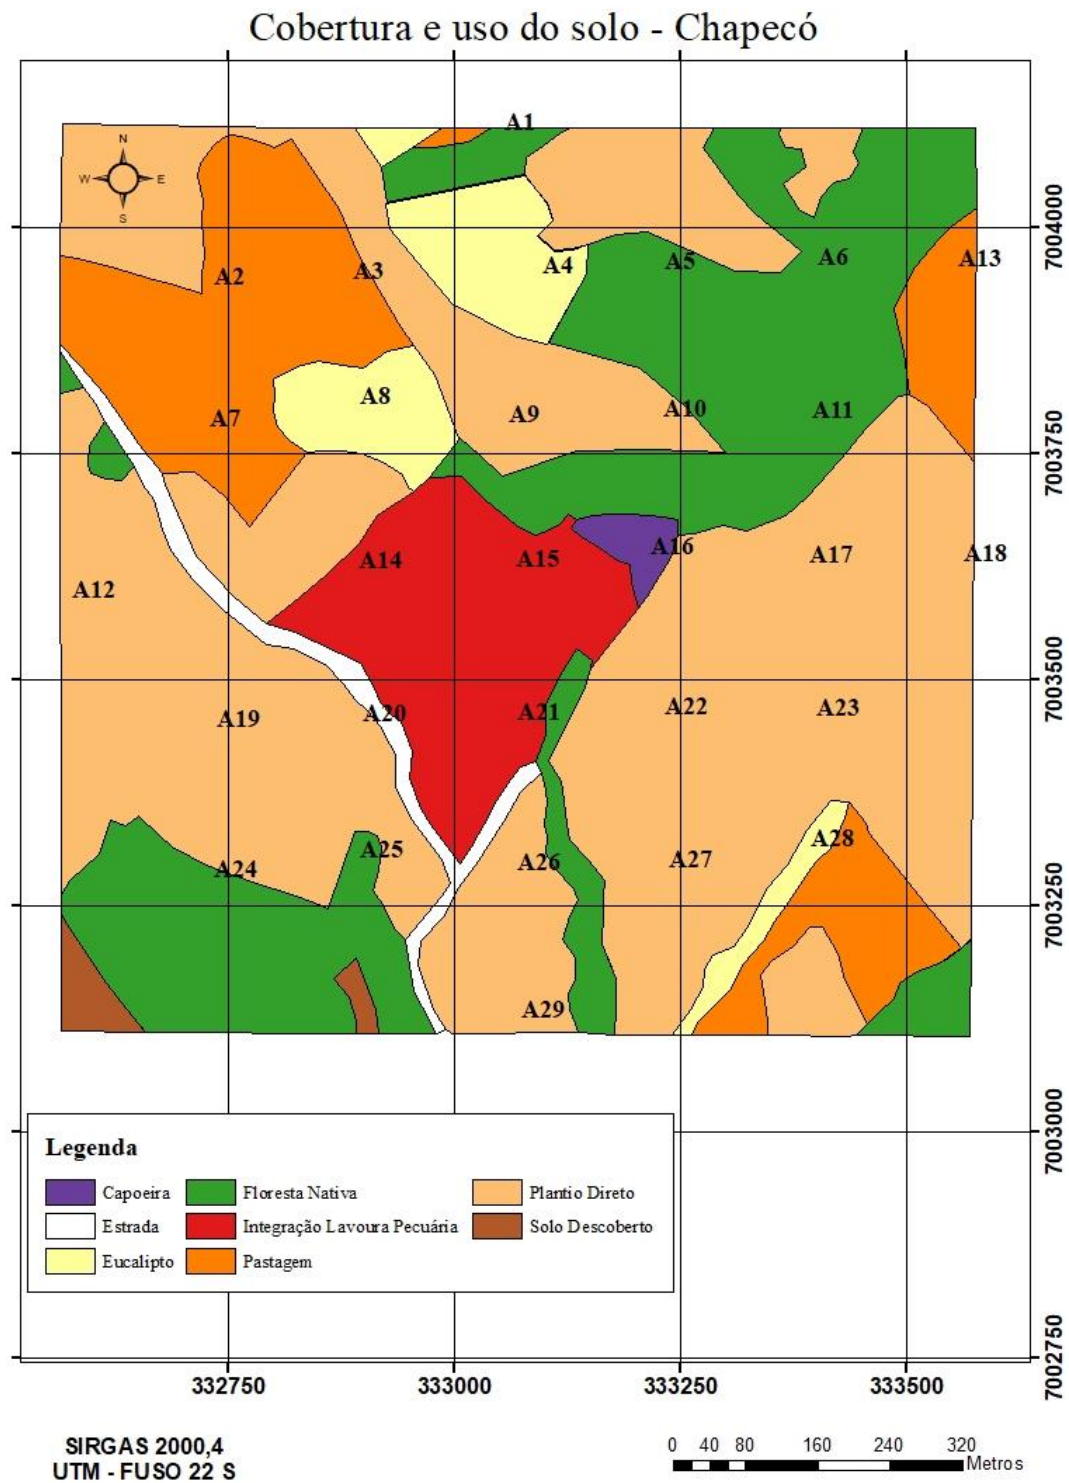 Cobertura e uso do solo - Chapecó
A1
N
W E
S
7004000
A2 A3 A4 A5 A6 A13
A7 A8 A9 A10 A11
7003750
A12 A14 A15 A16 A17 A18
7003500
A19 A20 A21 A22 A23
A24 A25 A26 A27 A28
7003250
A29
Legenda
Capoeira Floresta Nativa Plantio Direto
Estrada Integração Lavoura Pecuária Solo Descoberto
Eucalipto Pastagem
7003000
7002750
332750 333000 333250 333500
SIRGAS 2000,4
UTM - FUSO 22 S
0 40 80 160 240 320
Metros